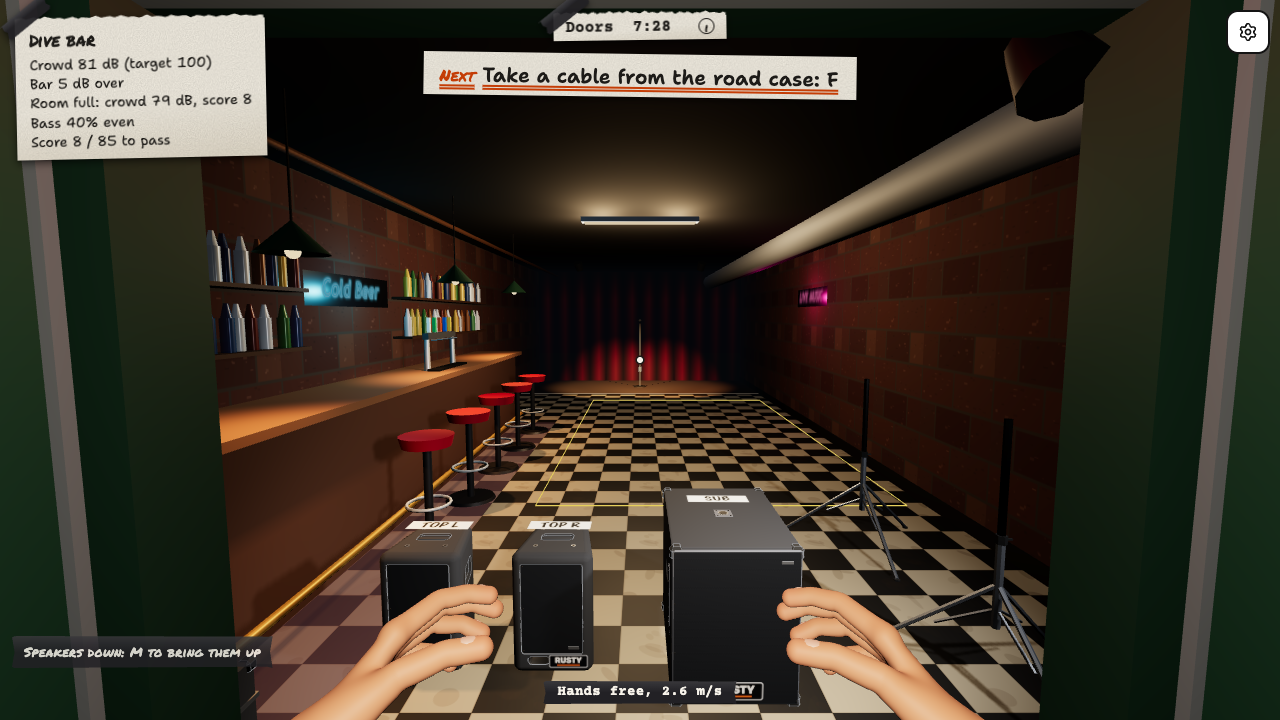 DIVE BAR
Crowd 81 dB (target 100)
Bar 5 dB over
Room full: crowd 79 dB, score 8
Bass 40% even
Score 8 / 85 to pass
Doors 7:28
NEXT Take a cable from the road case: F
Cold Beer
TOP L
TOP R
SUB
RUSTY
SPEAKERS DOWN: M TO BRING THEM UP
Hands free, 2.6 m/s
STY